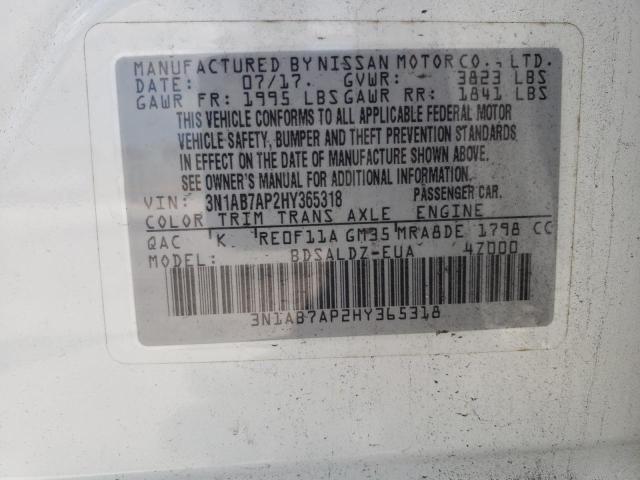 MANUFACTURED BY NISSAN MOTOR CO., LTD.
DATE: 07/17. GVWR: 3823 LBS
GAWR FR: 1995 LBS GAWR RR: 1841 LBS
THIS VEHICLE CONFORMS TO ALL APPLICABLE FEDERAL MOTOR
VEHICLE SAFETY, BUMPER AND THEFT PREVENTION STANDARDS
IN EFFECT ON THE DATE OF MANUFACTURE SHOWN ABOVE.
SEE OWNER'S MANUAL FOR ADDITIONAL INFORMATION.
VIN: 3N1AB7AP2HY365318 PASSENGER CAR.
COLOR TRIM TRANS AXLE ENGINE
QAC K RE0F11A GM35 MRA8DE 1798 CC
MODEL: BDSALDZ-EUA 47000
3N1AB7AP2HY365318